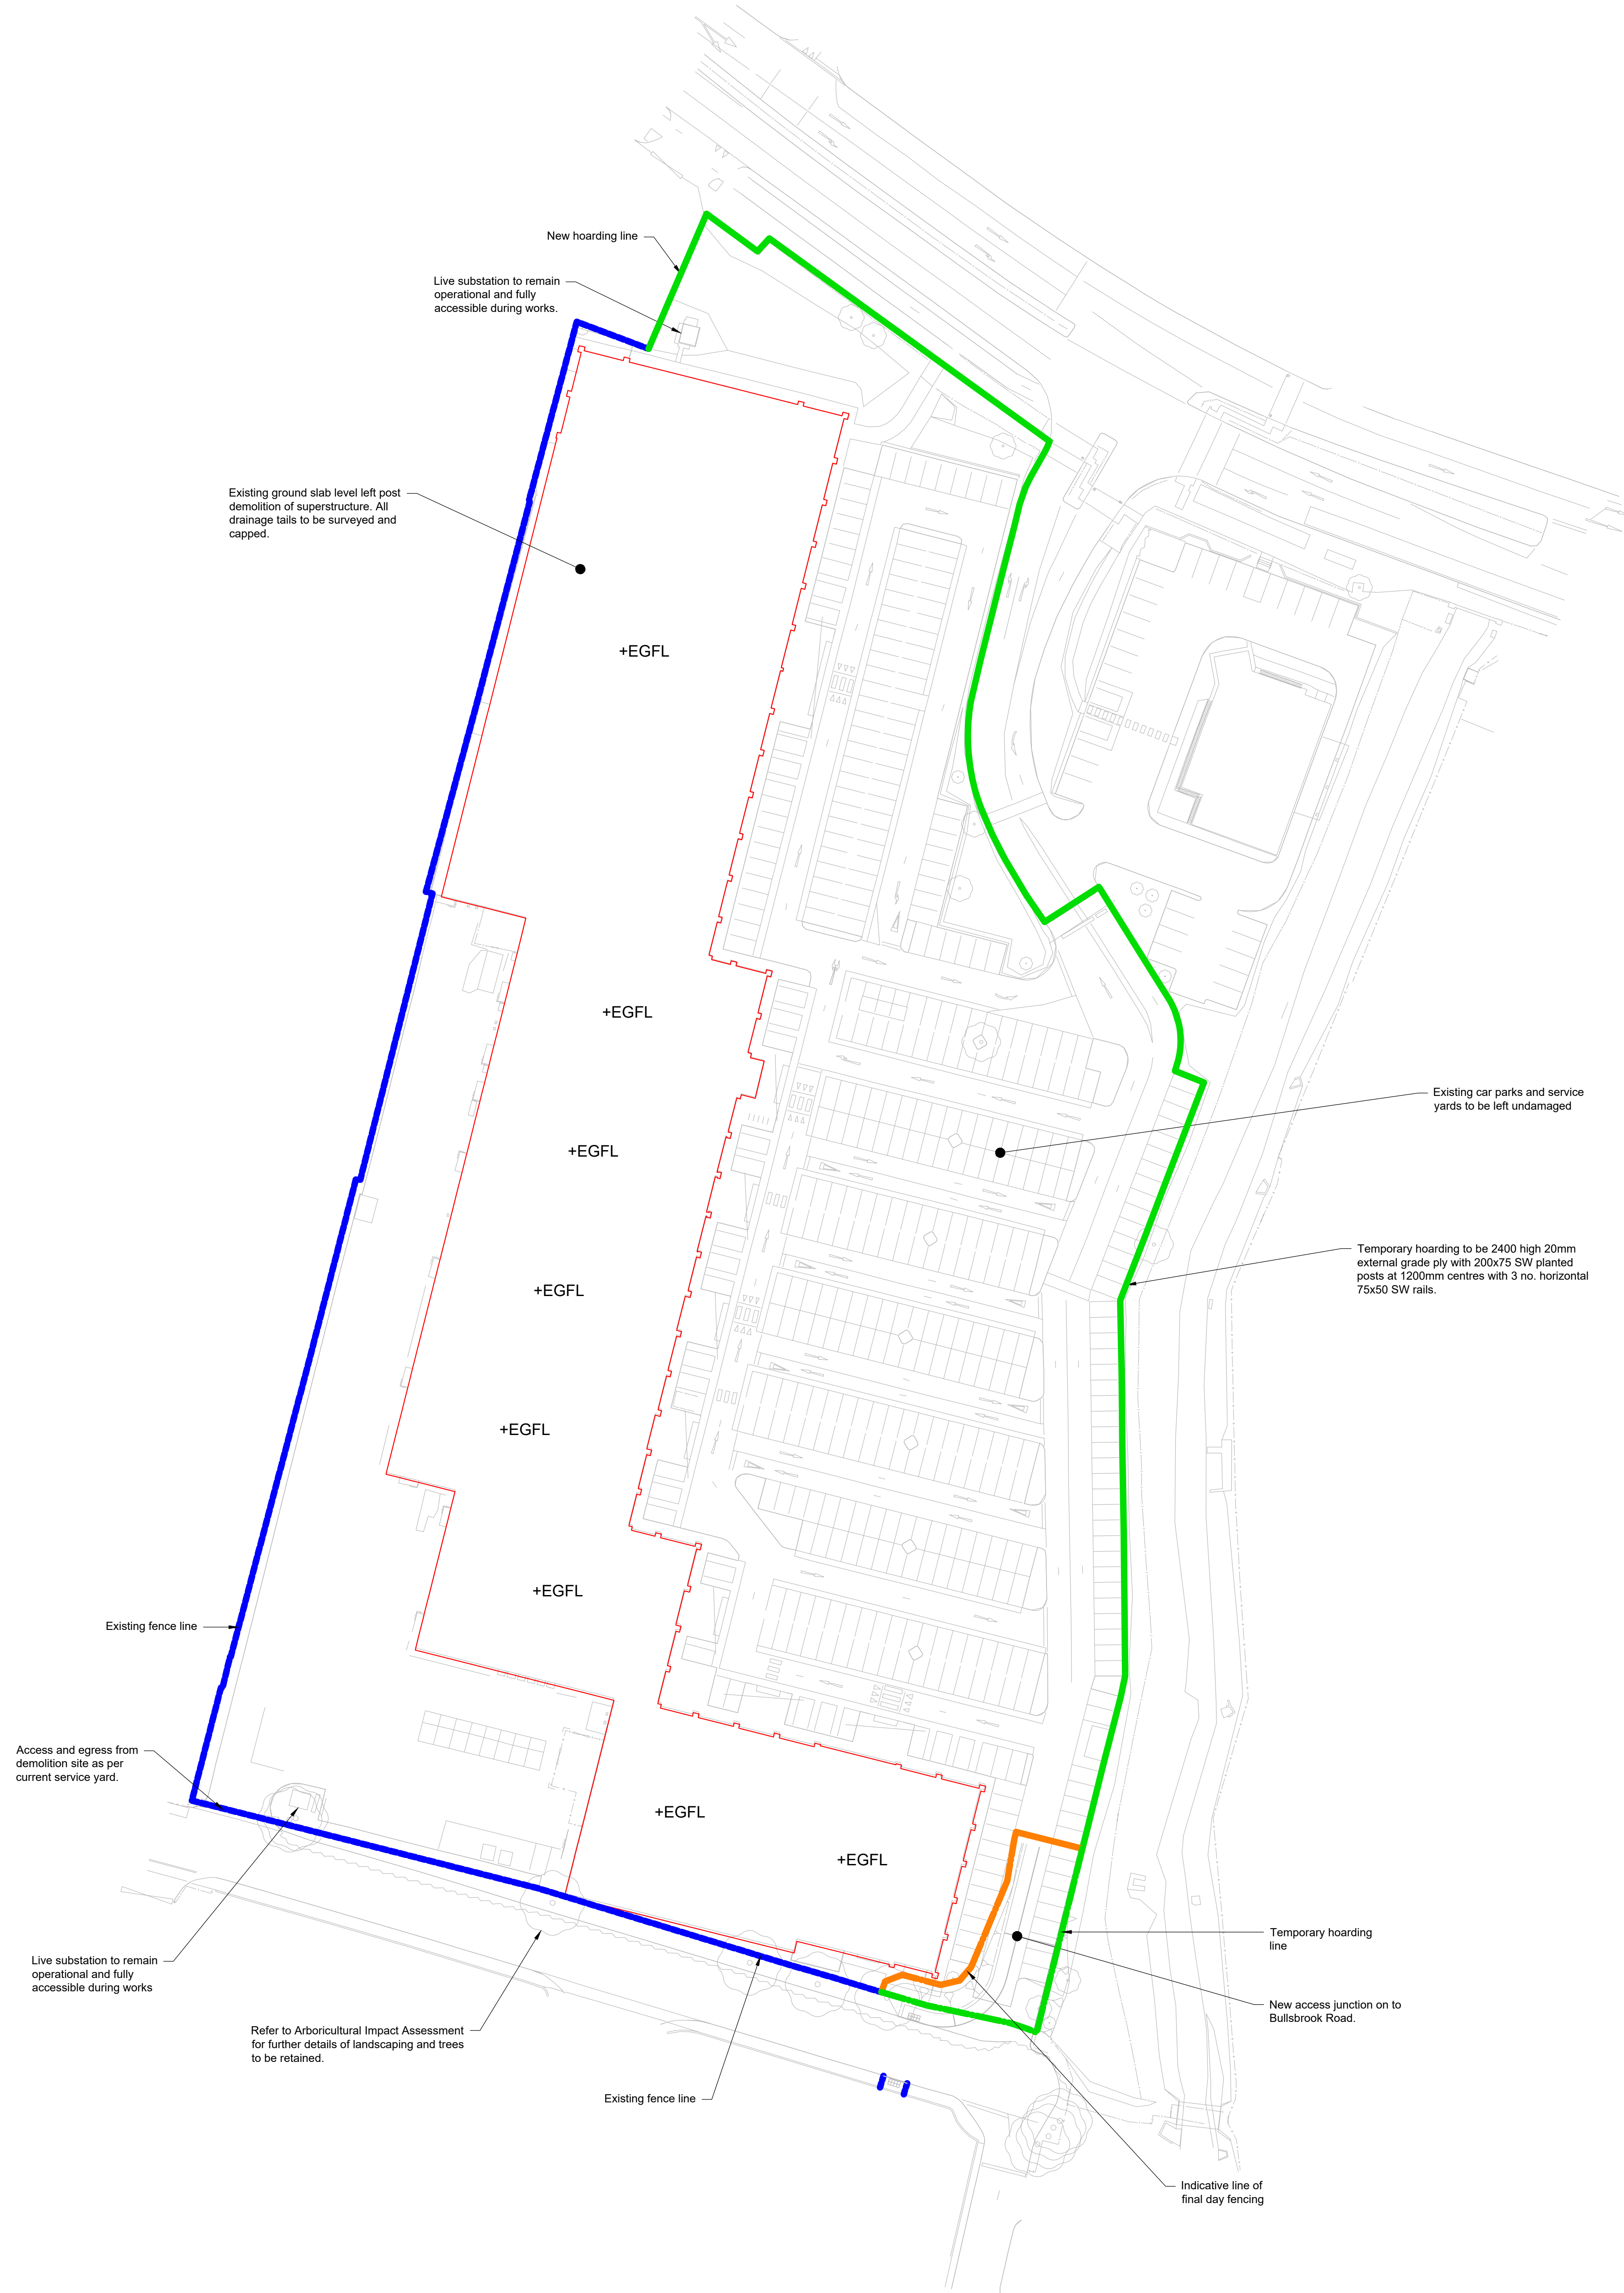 New hoarding line
Live substation to remain
operational and fully
accessible during works.
Existing ground slab level left post
demolition of superstructure. All
drainage tails to be surveyed and
capped.
+EGFL
+EGFL
Existing car parks and service
yards to be left undamaged
+EGFL
Temporary hoarding to be 2400 high 20mm
external grade ply with 200x75 SW planted
posts at 1200mm centres with 3 no. horizontal
75x50 SW rails.
+EGFL
+EGFL
+EGFL
Existing fence line
Access and egress from
demolition site as per
current service yard.
+EGFL
+EGFL
Temporary hoarding
line
Live substation to remain
operational and fully
accessible during works
New access junction on to
Bullsbrook Road.
Refer to Arboricultural Impact Assessment
for further details of landscaping and trees
to be retained.
Existing fence line
Indicative line of
final day fencing